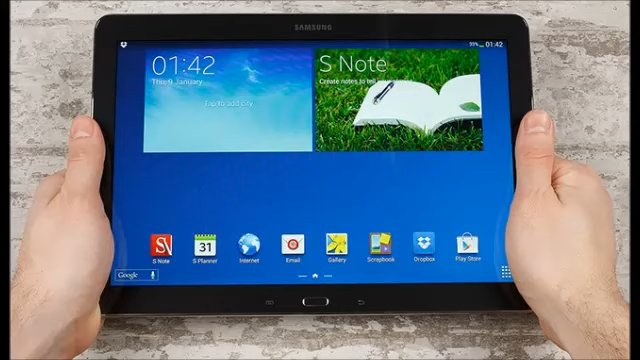 SAMSUNG
01:42
01:42
Thu 9 January
Tap to add city
S Note
Create notes to tell
31
S Note
S Planner
Internet
Email
Gallery
Scrapbook
Dropbox
Play Store
Google